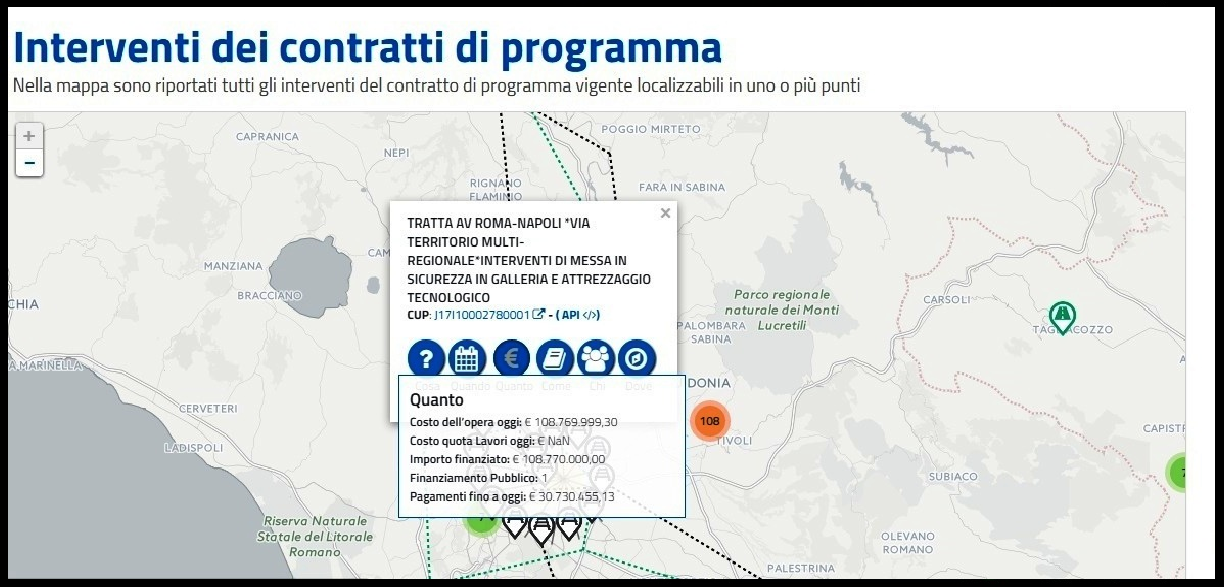 Interventi dei contratti di programma
Nella mappa sono riportati tutti gli interventi del contratto di programma vigente localizzabili in uno o più punti
+
−
CAPRANICA
NEPI
POGGIO MIRTETO
RIGNANO
FLAMINIO
FARA IN SABINA
×
TRATTA AV ROMA-NAPOLI *VIA
TERRITORIO MULTI-
REGIONALE*INTERVENTI DI MESSA IN
SICUREZZA IN GALLERIA E ATTREZZAGGIO
TECNOLOGICO
CUP: J17I10002780001 - ( API </>)
Cosa Quando Quanto Come Chi Dove
Quanto
Costo dell'opera oggi: € 108.769.999,30
Costo quota Lavori oggi: € NaN
Importo finanziato: € 108.770.000,00
Finanziamento Pubblico: 1
Pagamenti fino a oggi: € 30.730.455,13
MANZIANA
CAM
BRACCIANO
CHIA
Parco regionale
naturale dei Monti
Lucretili
CARSOLI
TAGLIACOZZO
PALOMBARA
SABINA
A MARINELLA
DONIA
CERVETERI
108
TIVOLI
CAPISTR
LADISPOLI
7
SUBIACO
Riserva Naturale
Statale del Litorale
Romano
OLEVANO
ROMANO
PALESTRINA